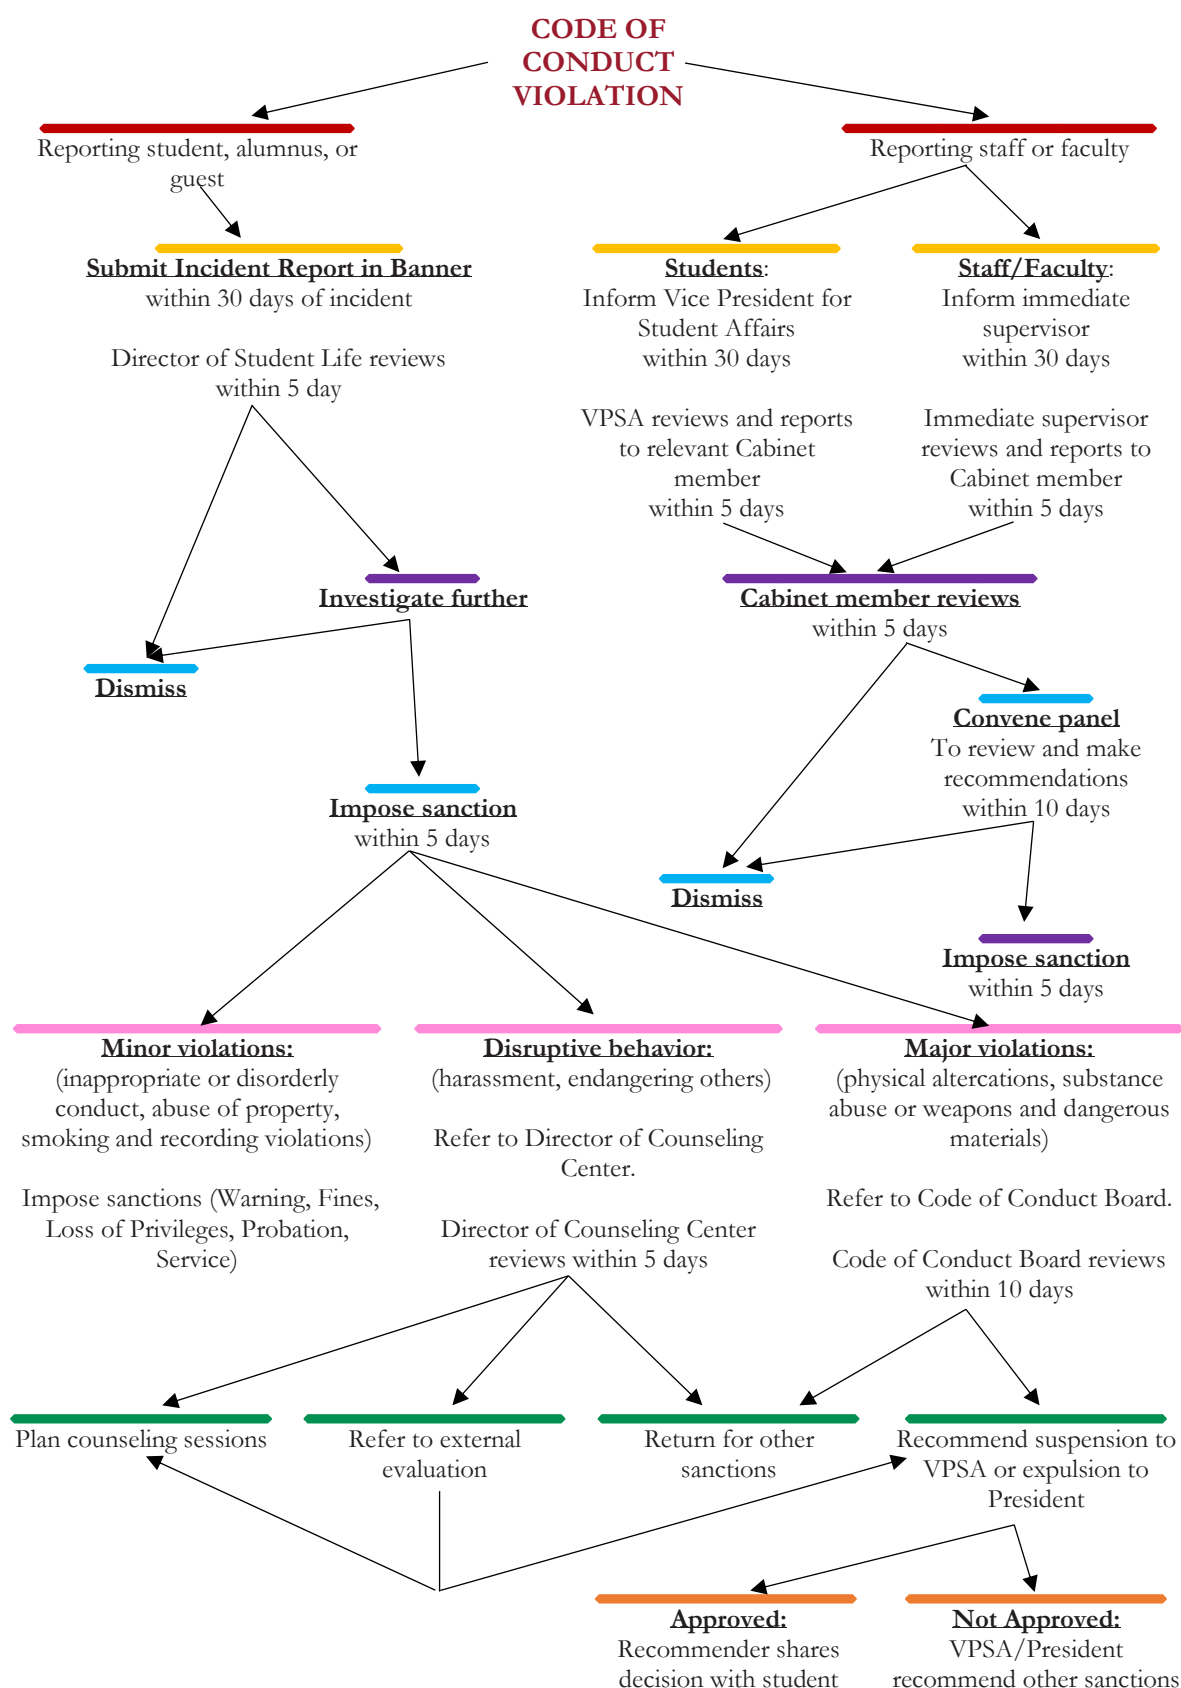 CODE OF
CONDUCT
VIOLATION
Reporting student, alumnus, or
guest
Reporting staff or faculty
Submit Incident Report in Banner
within 30 days of incident
Director of Student Life reviews
within 5 day
Students:
Inform Vice President for
Student Affairs
within 30 days
VPSA reviews and reports
to relevant Cabinet
member
within 5 days
Staff/Faculty:
Inform immediate
supervisor
within 30 days
Immediate supervisor
reviews and reports to
Cabinet member
within 5 days
Investigate further
Cabinet member reviews
within 5 days
Dismiss
Convene panel
To review and make
recommendations
within 10 days
Impose sanction
within 5 days
Dismiss
Impose sanction
within 5 days
Minor violations:
(inappropriate or disorderly
conduct, abuse of property,
smoking and recording violations)
Impose sanctions (Warning, Fines,
Loss of Privileges, Probation,
Service)
Disruptive behavior:
(harassment, endangering others)
Refer to Director of Counseling
Center.
Director of Counseling Center
reviews within 5 days
Major violations:
(physical altercations, substance
abuse or weapons and dangerous
materials)
Refer to Code of Conduct Board.
Code of Conduct Board reviews
within 10 days
Plan counseling sessions
Refer to external
evaluation
Return for other
sanctions
Recommend suspension to
VPSA or expulsion to
President
Approved:
Recommender shares
decision with student
Not Approved:
VPSA/President
recommend other sanctions